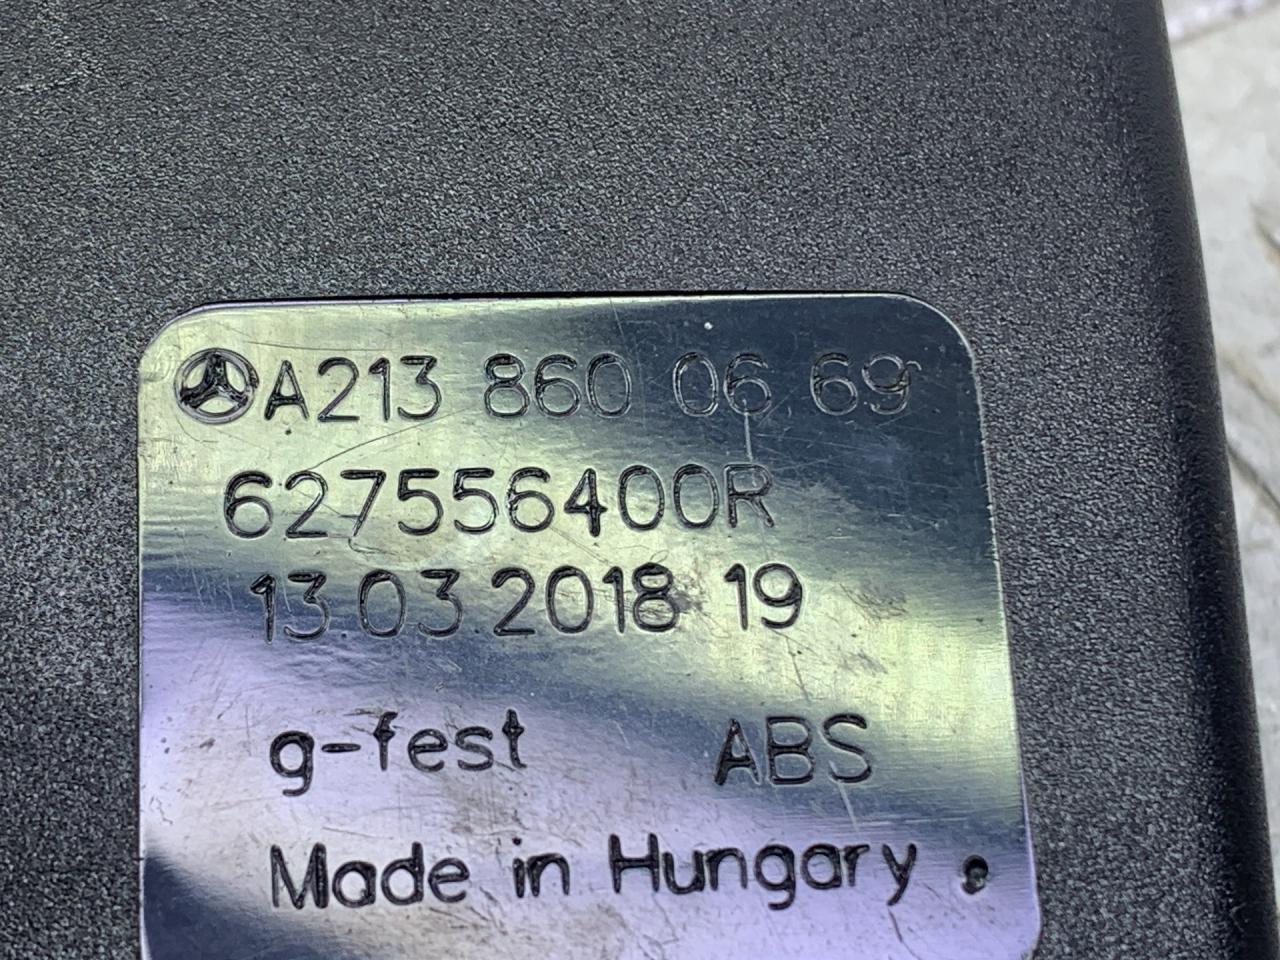 A213 860 06 69
627556400R
13.03.2018 19
g-fest ABS
Made in Hungary